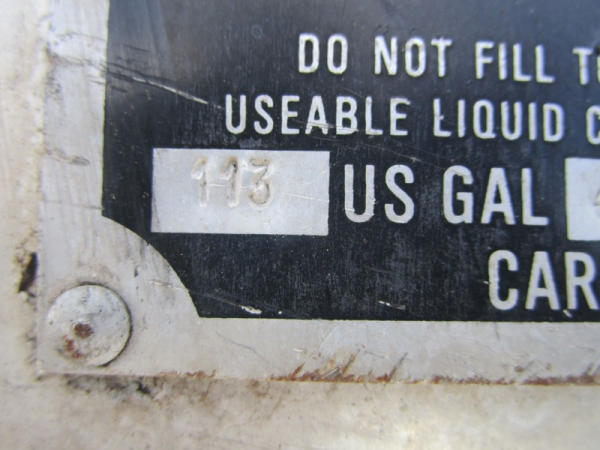 DO NOT FILL T
USEABLE LIQUID C
113 US GAL
CAR